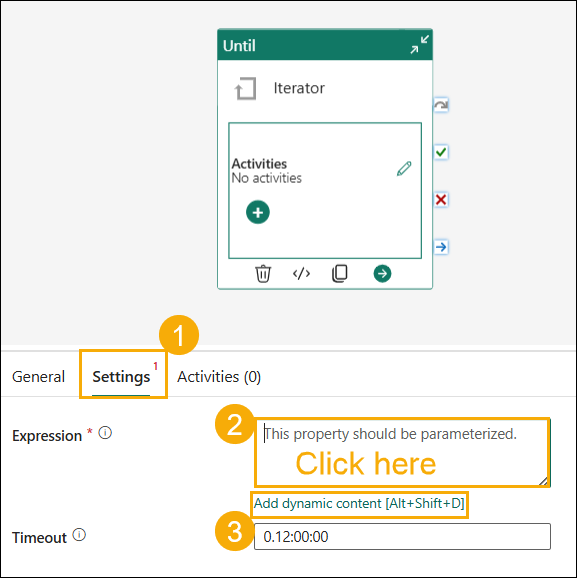 Until
Iterator
Activities
No activities
</>
1
General
Settings 1
Activities (0)
Expression *
2
This property should be parameterized.
Click here
Add dynamic content [Alt+Shift+D]
3
Timeout
0.12:00:00